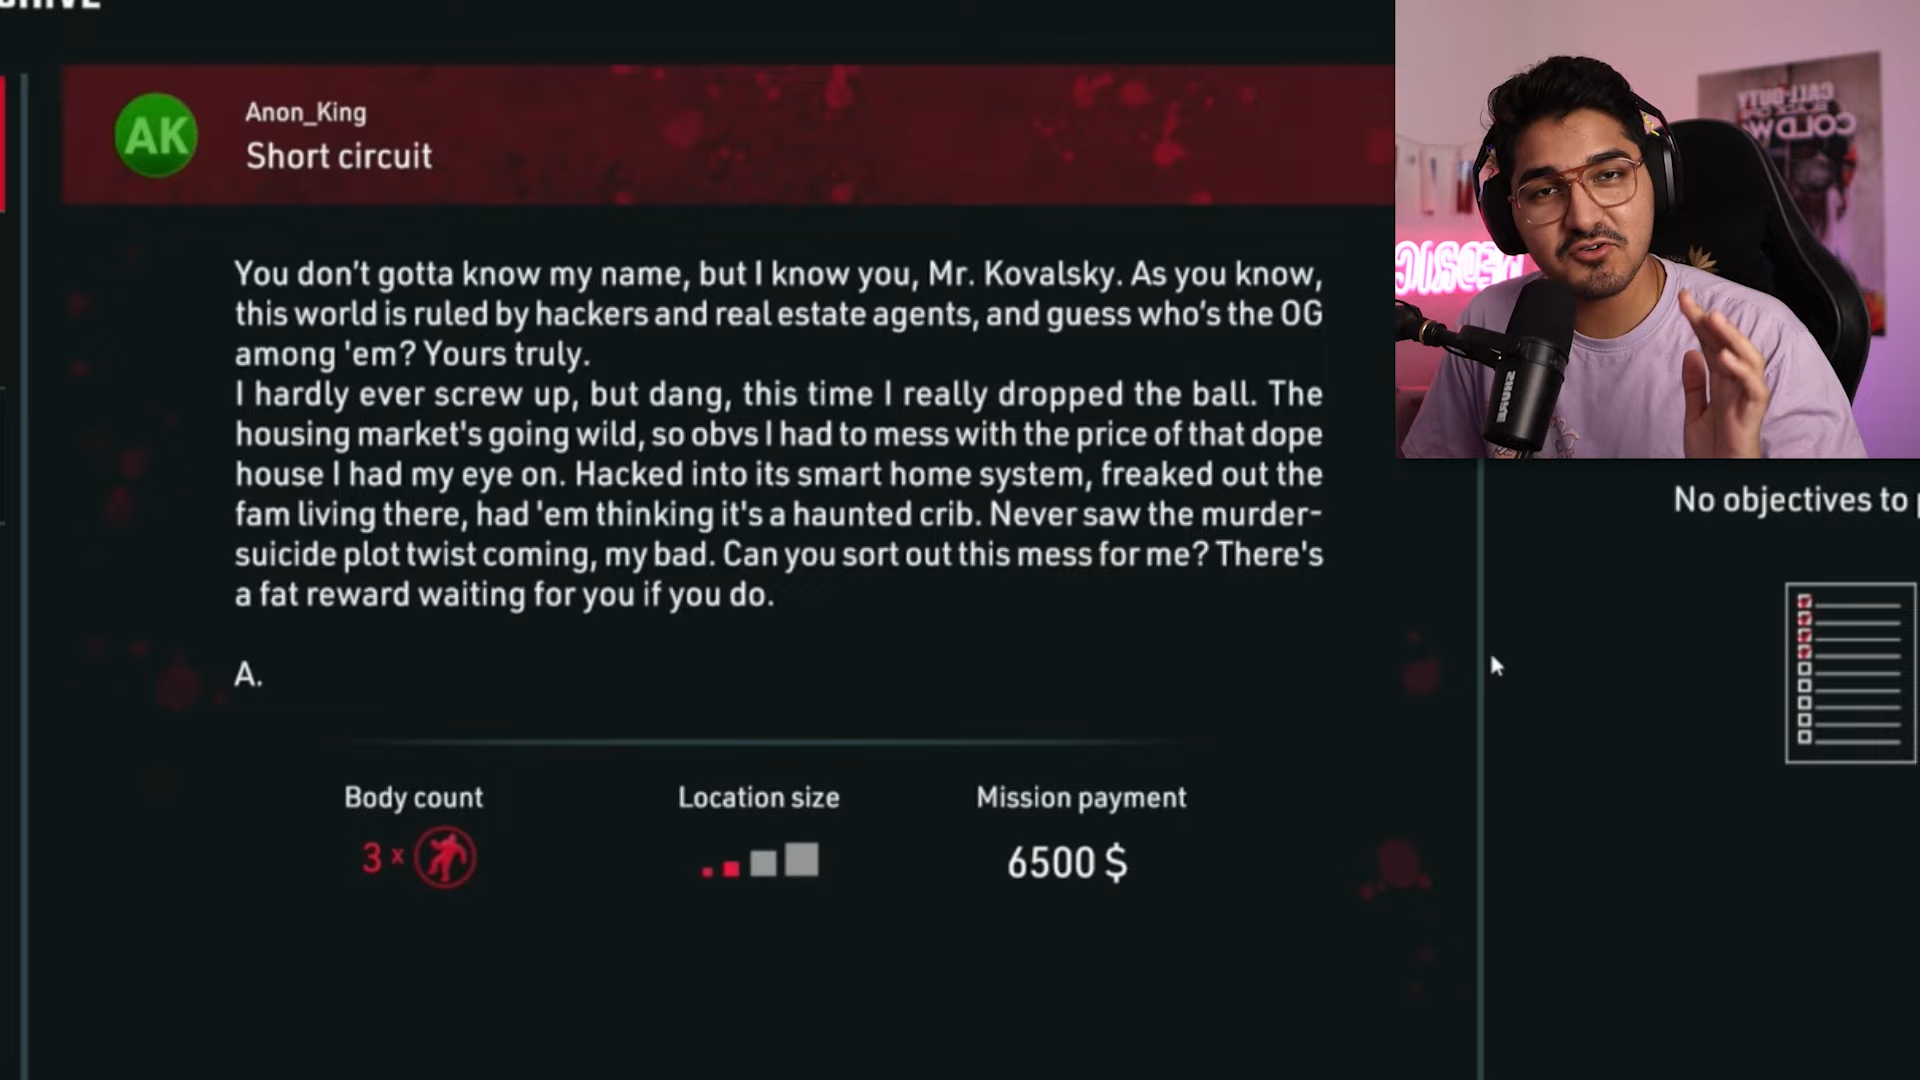 Anon_King
AK
Short circuit
You don't gotta know my name, but I know you, Mr. Kovalsky. As you know,
this world is ruled by hackers and real estate agents, and guess who's the OG
among 'em? Yours truly.
I hardly ever screw up, but dang, this time I really dropped the ball. The
housing market's going wild, so obvs I had to mess with the price of that dope
house I had my eye on. Hacked into its smart home system, freaked out the
fam living there, had 'em thinking it's a haunted crib. Never saw the murder-
suicide plot twist coming, my bad. Can you sort out this mess for me? There's
a fat reward waiting for you if you do.
A.
Body count
Location size
Mission payment
3 x
6500 $
No objectives to
CALL OF DUTY
COLD
SHURE